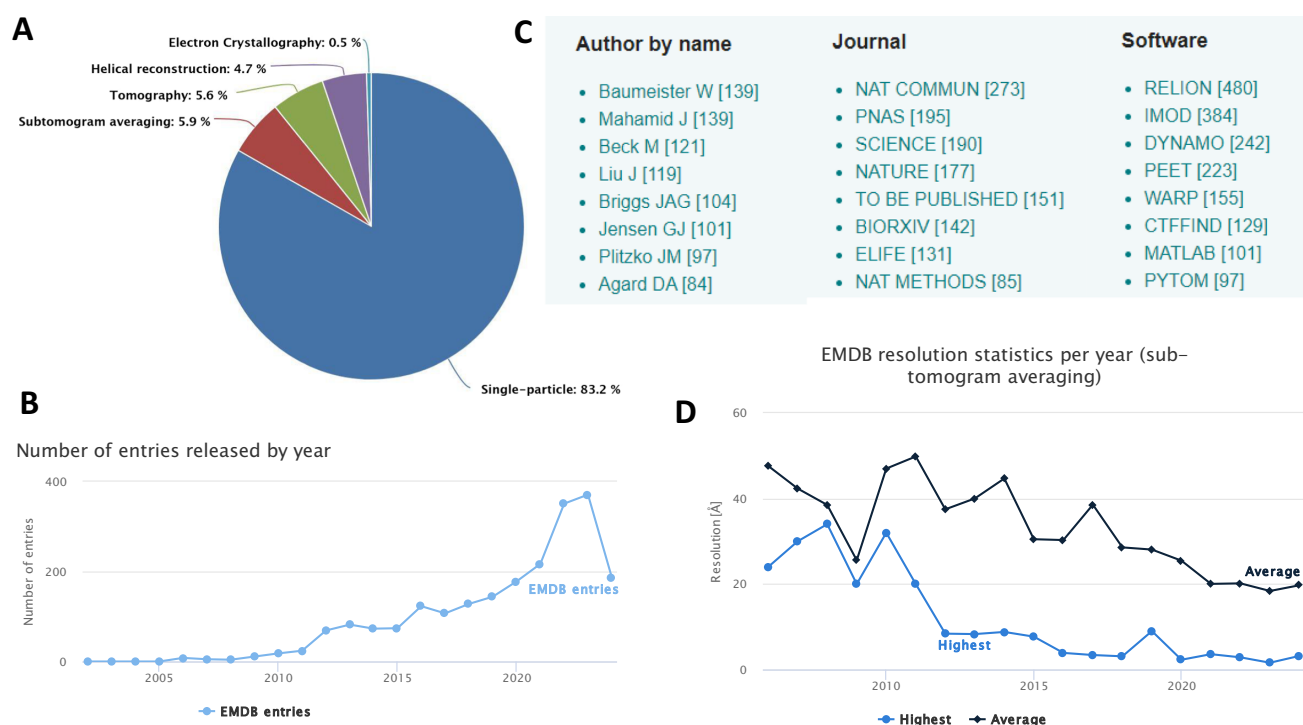 A
Electron Crystallography: 0.5 %
Helical reconstruction: 4.7 %
Tomography: 5.6 %
Subtomogram averaging: 5.9 %
Single-particle: 83.2 %
B
Number of entries released by year
Number of entries
400
200
0
2005
2010
2015
2020
EMDB entries
EMDB entries
C
Author by name
Baumeister W [139]
Mahamid J [139]
Beck M [121]
Liu J [119]
Briggs JAG [104]
Jensen GJ [101]
Plitzko JM [97]
Agard DA [84]
Journal
NAT COMMUN [273]
PNAS [195]
SCIENCE [190]
NATURE [177]
TO BE PUBLISHED [151]
BIORXIV [142]
ELIFE [131]
NAT METHODS [85]
Software
RELION [480]
IMOD [384]
DYNAMO [242]
PEET [223]
WARP [155]
CTFFIND [129]
MATLAB [101]
PYTOM [97]
D
EMDB resolution statistics per year (sub-
tomogram averaging)
Resolution [Å]
60
40
20
0
2010
2015
2020
Average
Highest
Highest
Average